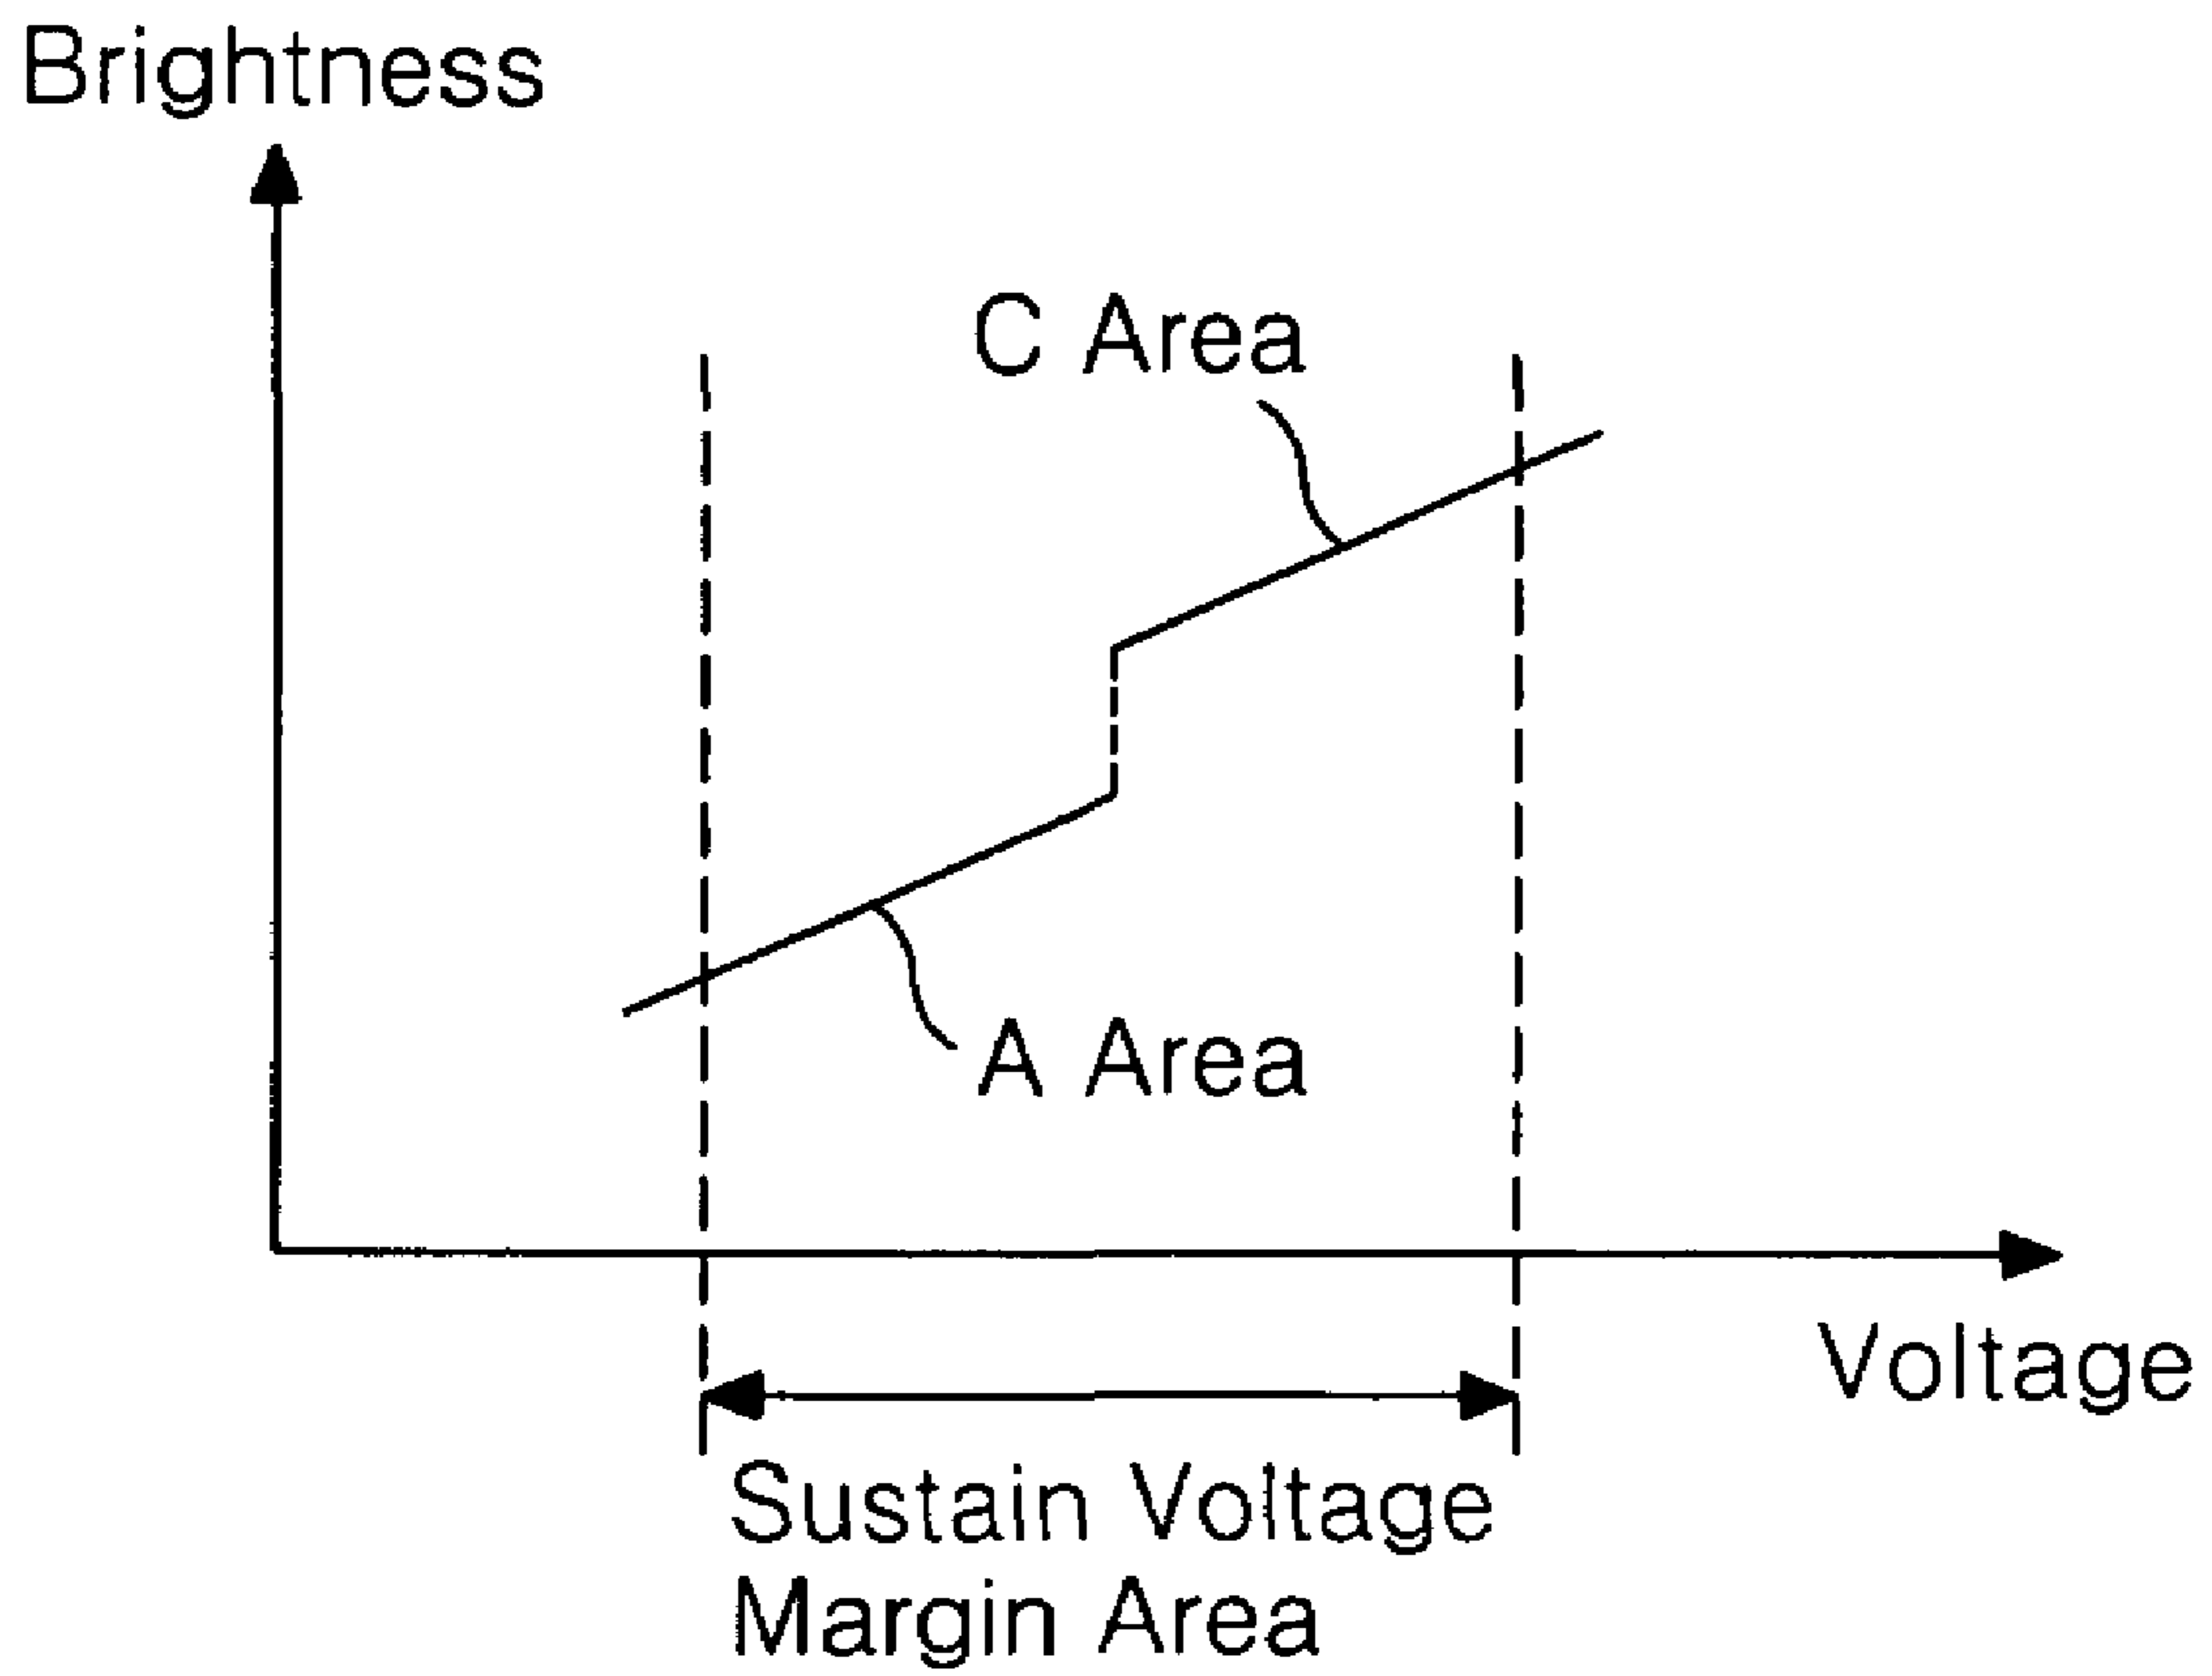 Brightness
C Area
A Area
Voltage
Sustain Voltage
Margin Area